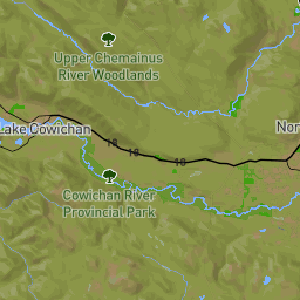 Upper Chemainus
River Woodlands
Lake Cowichan
Nor
18
18
18
Cowichan River
Provincial Park